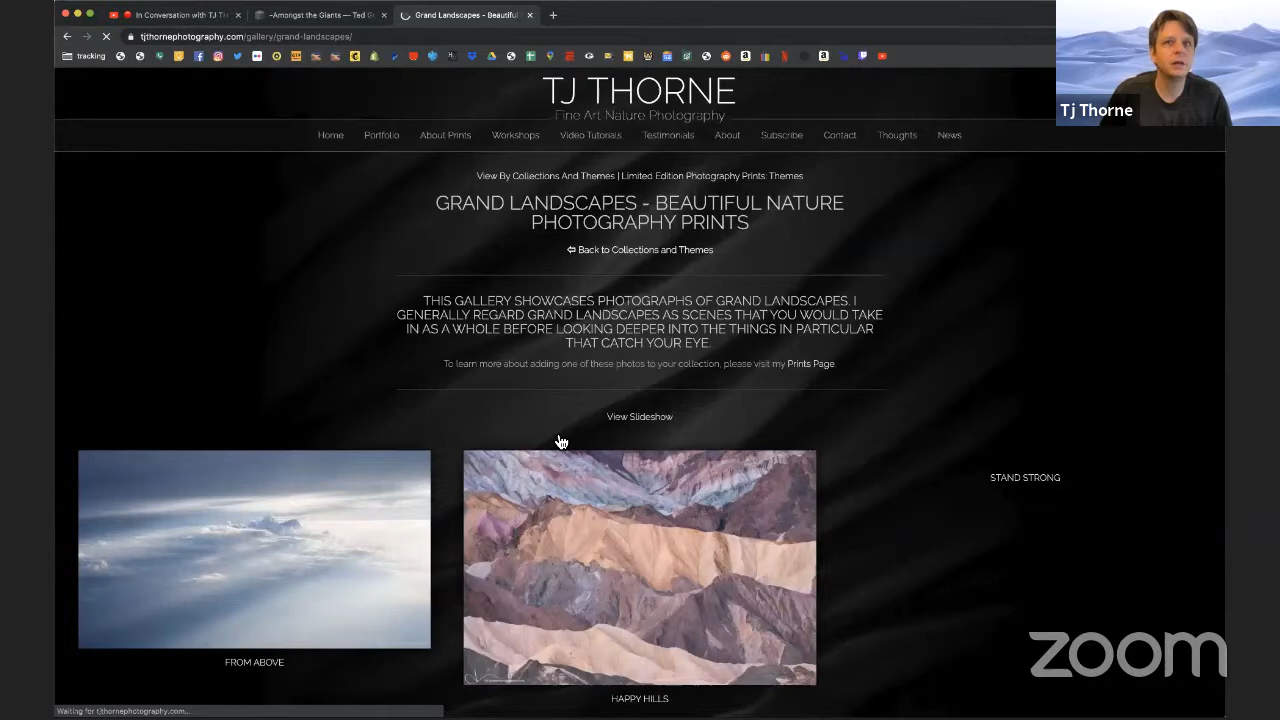 In Conversation with TJ Th
-Amongst the Giants — Ted G
Grand Landscapes - Beautiful
tjthornephotography.com/gallery/grand-landscapes/
tracking
Tj Thorne
TJ THORNE
Fine Art Nature Photography
Home Portfolio About Prints Workshops Video Tutorials Testimonials About Subscribe Contact Thoughts News
View By Collections And Themes | Limited Edition Photography Prints: Themes
GRAND LANDSCAPES - BEAUTIFUL NATURE
PHOTOGRAPHY PRINTS
Back to Collections and Themes
THIS GALLERY SHOWCASES PHOTOGRAPHS OF GRAND LANDSCAPES. I
GENERALLY REGARD GRAND LANDSCAPES AS SCENES THAT YOU WOULD TAKE
IN AS A WHOLE BEFORE LOOKING DEEPER INTO THE THINGS IN PARTICULAR
THAT CATCH YOUR EYE.
To learn more about adding one of these photos to your collection, please visit my Prints Page.
View Slideshow
STAND STRONG
FROM ABOVE
HAPPY HILLS
zoom
Waiting for tjthornephotography.com...